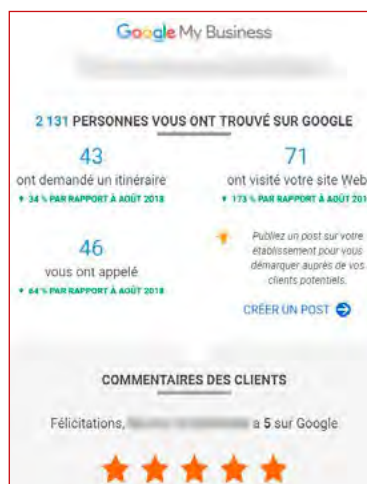 Google My Business
2 131 PERSONNES VOUS ONT TROUVÉ SUR GOOGLE
43
ont demandé un itinéraire
34 % PAR RAPPORT À AOÛT 2018
71
ont visité votre site Web
173 % PAR RAPPORT À AOÛT 201
46
vous ont appelé
64 % PAR RAPPORT À AOÛT 2018
Publiez un post sur votre
établissement pour vous
démarquer auprès de vos
clients potentiels.
CRÉER UN POST
COMMENTAIRES DES CLIENTS
Félicitations, a 5 sur Google